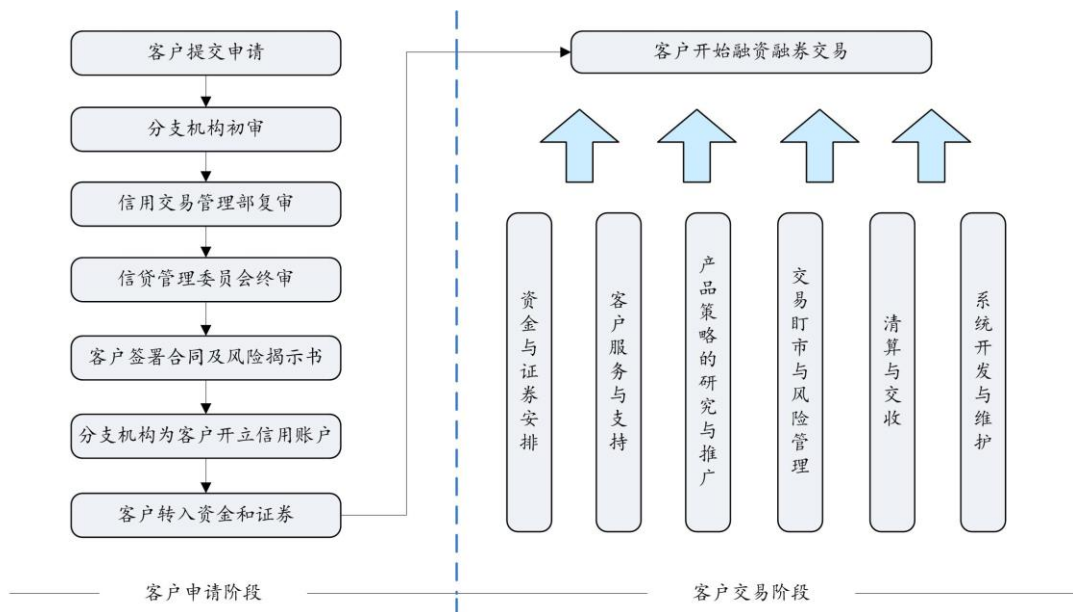 客户提交申请
分支机构初审
信用交易管理部复审
信贷管理委员会终审
客户签署合同及风险揭示书
分支机构为客户开立信用账户
客户转入资金和证券
客户申请阶段
客户开始融资融券交易
资金与证券安排
客户服务与支持
产品策略的研究与推广
交易盯市与风险管理
清算与交收
系统开发与维护
客户交易阶段